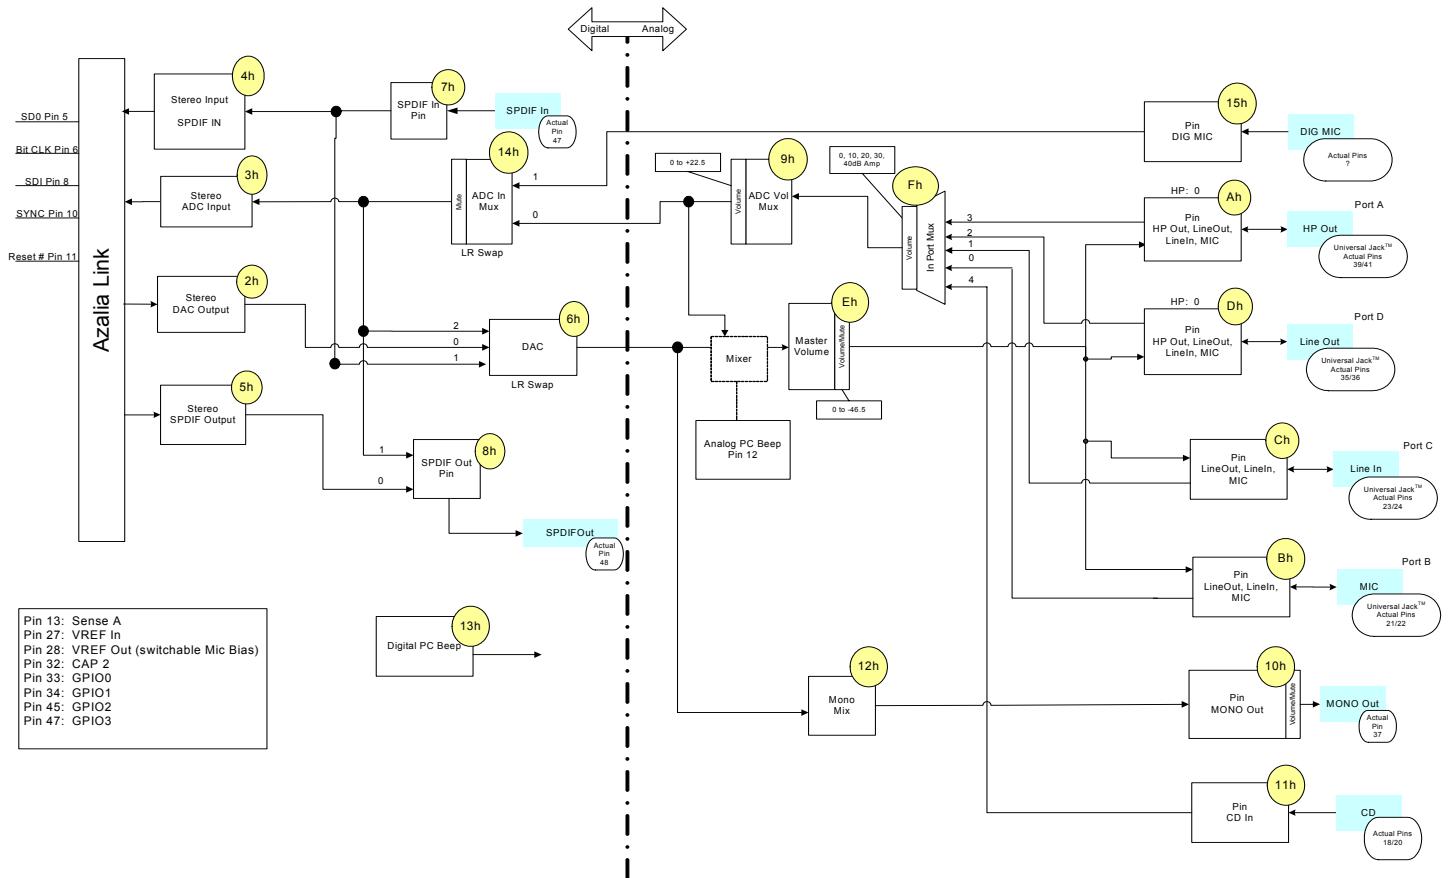 Digital
Analog
4h
Stereo Input
SPDIF IN
7h
SPDIF In
Pin
SPDIF In
Actual
Pin
47
15h
Pin
DIG MIC
DIG MIC
Actual Pins
?
SD0 Pin 5
Bit CLK Pin 6
SDI Pin 8
SYNC Pin 10
Reset # Pin 11
Azalia Link
3h
Stereo
ADC Input
14h
Mute
ADC In
Mux
LR Swap
1
0
0 to +22.5
9h
Volume
ADC Vol
Mux
0, 10, 20, 30,
40dB Amp
Fh
Volume
In Port Mux
3
2
1
0
4
HP: 0
Ah
Pin
HP Out, LineOut,
LineIn, MIC
Port A
HP Out
Universal Jack™
Actual Pins
39/41
2h
Stereo
DAC Output
2
0
1
6h
DAC
LR Swap
Mixer
Eh
Master
Volume
Volume/Mute
0 to -46.5
Analog PC Beep
Pin 12
HP: 0
Dh
Pin
HP Out, LineOut,
LineIn, MIC
Port D
Line Out
Universal Jack™
Actual Pins
35/36
5h
Stereo
SPDIF Output
1
0
8h
SPDIF Out
Pin
SPDIFOut
Actual
Pin
48
Ch
Pin
LineOut, LineIn,
MIC
Port C
Line In
Universal Jack™
Actual Pins
23/24
Bh
Pin
LineOut, LineIn,
MIC
Port B
MIC
Universal Jack™
Actual Pins
21/22
Pin 13: Sense A
Pin 27: VREF In
Pin 28: VREF Out (switchable Mic Bias)
Pin 32: CAP 2
Pin 33: GPIO0
Pin 34: GPIO1
Pin 45: GPIO2
Pin 47: GPIO3
13h
Digital PC Beep
12h
Mono
Mix
10h
Pin
MONO Out
Volume/Mute
MONO Out
Actual
Pin
37
11h
Pin
CD In
CD
Actual Pins
18/20